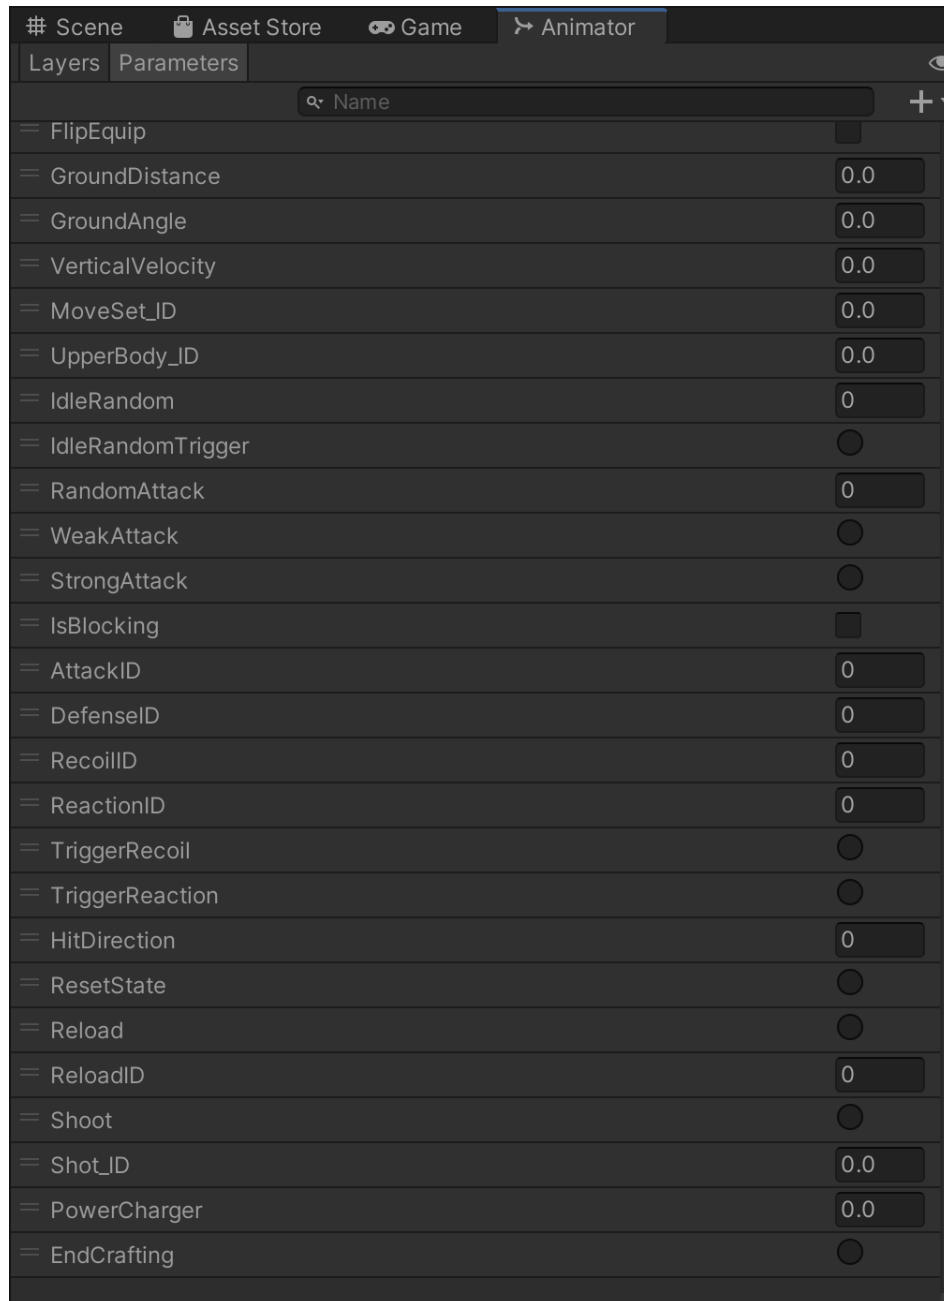 Scene Asset Store Game Animator
Layers Parameters
Name
FlipEquip
GroundDistance 0.0
GroundAngle 0.0
VerticalVelocity 0.0
MoveSet_ID 0.0
UpperBody_ID 0.0
IdleRandom 0
IdleRandomTrigger
RandomAttack 0
WeakAttack
StrongAttack
IsBlocking
AttackID 0
DefenseID 0
RecoilID 0
ReactionID 0
TriggerRecoil
TriggerReaction
HitDirection 0
ResetState
Reload
ReloadID 0
Shoot
Shot_ID 0.0
PowerCharger 0.0
EndCrafting